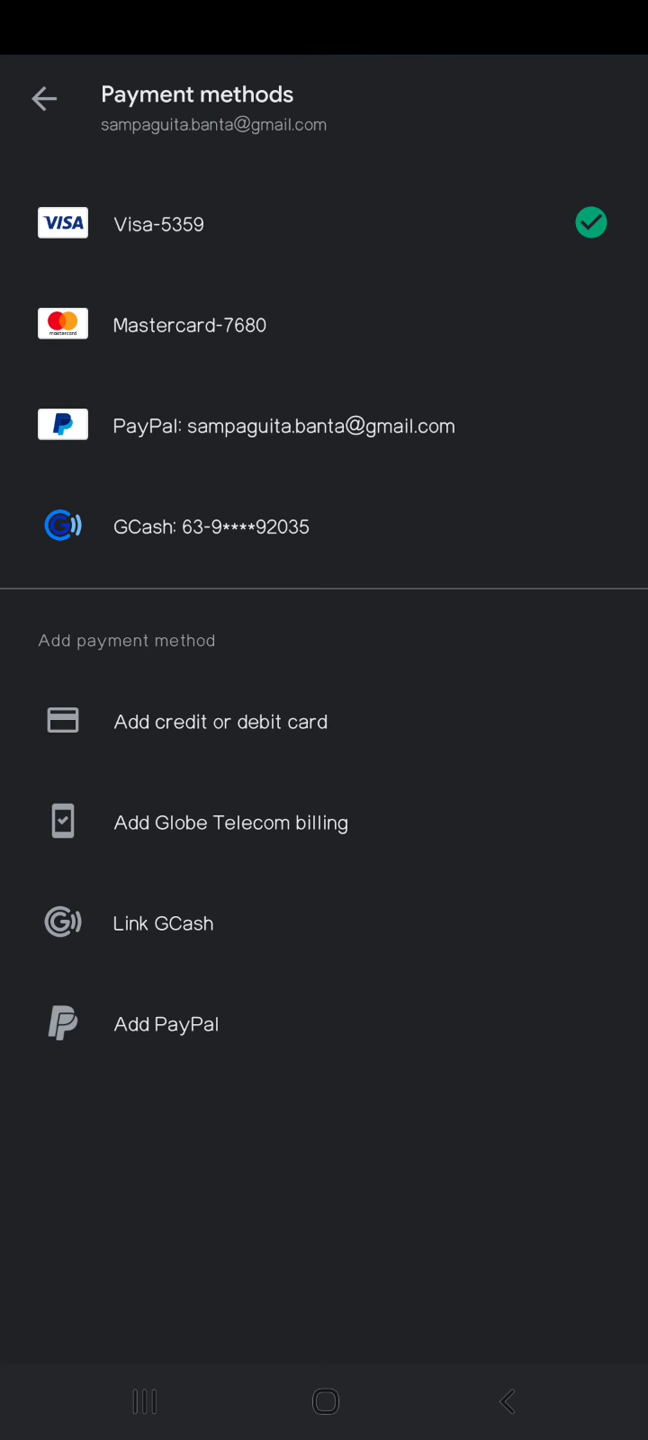 Payment methods
sampaguita.banta@gmail.com
VISA Visa-5359
mastercard Mastercard-7680
PayPal: sampaguita.banta@gmail.com
GCash: 63-9****92035
Add payment method
Add credit or debit card
Add Globe Telecom billing
Link GCash
Add PayPal